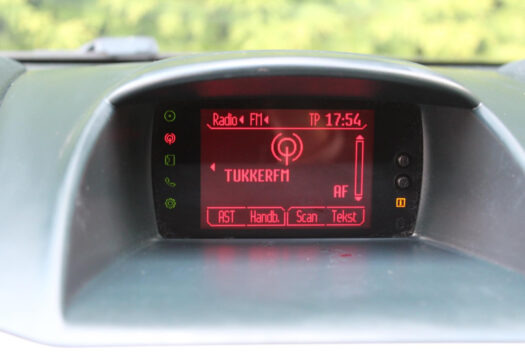 Radio FM TP 17:54
TUKKERFM
AF
AST Handb. Scan Tekst